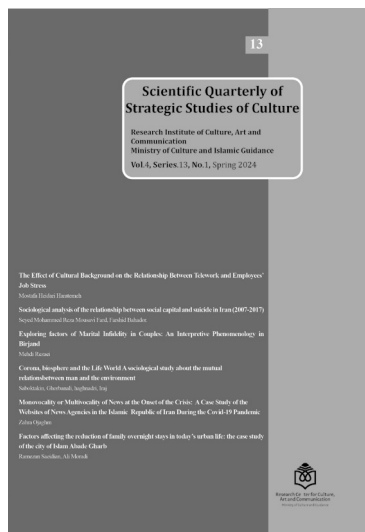 13
Scientific Quarterly of
Strategic Studies of Culture
Research Institute of Culture, Art and
Communication
Ministry of Culture and Islamic Guidance
Vol.4, Series.13, No.1, Spring 2024
The Effect of Cultural Background on the Relationship Between Telework and Employees'
Job Stress
Mostafa Heidari Haratemeh
Sociological analysis of the relationship between social capital and suicide in Iran (2007-2017)
Seyed Mohammed Reza Mousavi Fard, Farshid Bahador
Exploring factors of Marital Infidelity in Couples: An Interpretive Phenomenology in
Birjand
Mahdi Rezaei
Corona, biosphere and the Life World A sociological study about the mutual
relationsbetween man and the environment
Iraj
Monovocality or Multivocality of News at the Onset of the Crisis: A Case Study of the
Websites of News Agencies in the Islamic Republic of Iran During the Covid-19 Pandemic
Zahra Ojaghm
Factors affecting the reduction of family overnight stays in today's urban life: the case study
of the city of Islam Abade Gharb
Ramezan Ali Moradi
Research Center for Culture,
Art and Communication